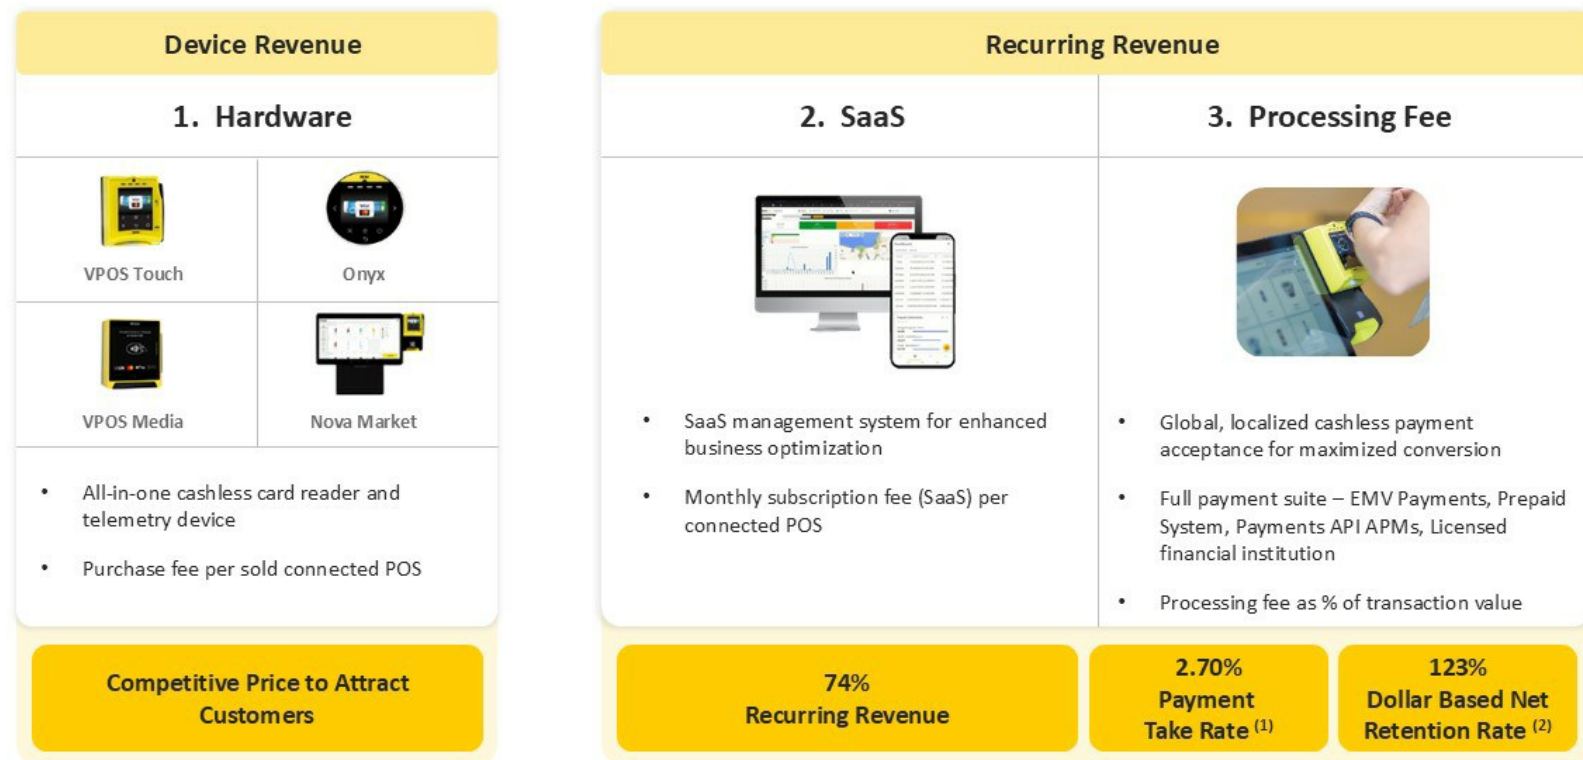 Device Revenue
1. Hardware
VPOS Touch
Onyx
VPOS Media
Nova Market
• All-in-one cashless card reader and
telemetry device
• Purchase fee per sold connected POS
Competitive Price to Attract
Customers
Recurring Revenue
2. SaaS
• SaaS management system for enhanced
business optimization
• Monthly subscription fee (SaaS) per
connected POS
3. Processing Fee
• Global, localized cashless payment
acceptance for maximized conversion
• Full payment suite – EMV Payments, Prepaid
System, Payments API APMs, Licensed
financial institution
• Processing fee as % of transaction value
74%
Recurring Revenue
2.70%
Payment
Take Rate (1)
123%
Dollar Based Net
Retention Rate (2)